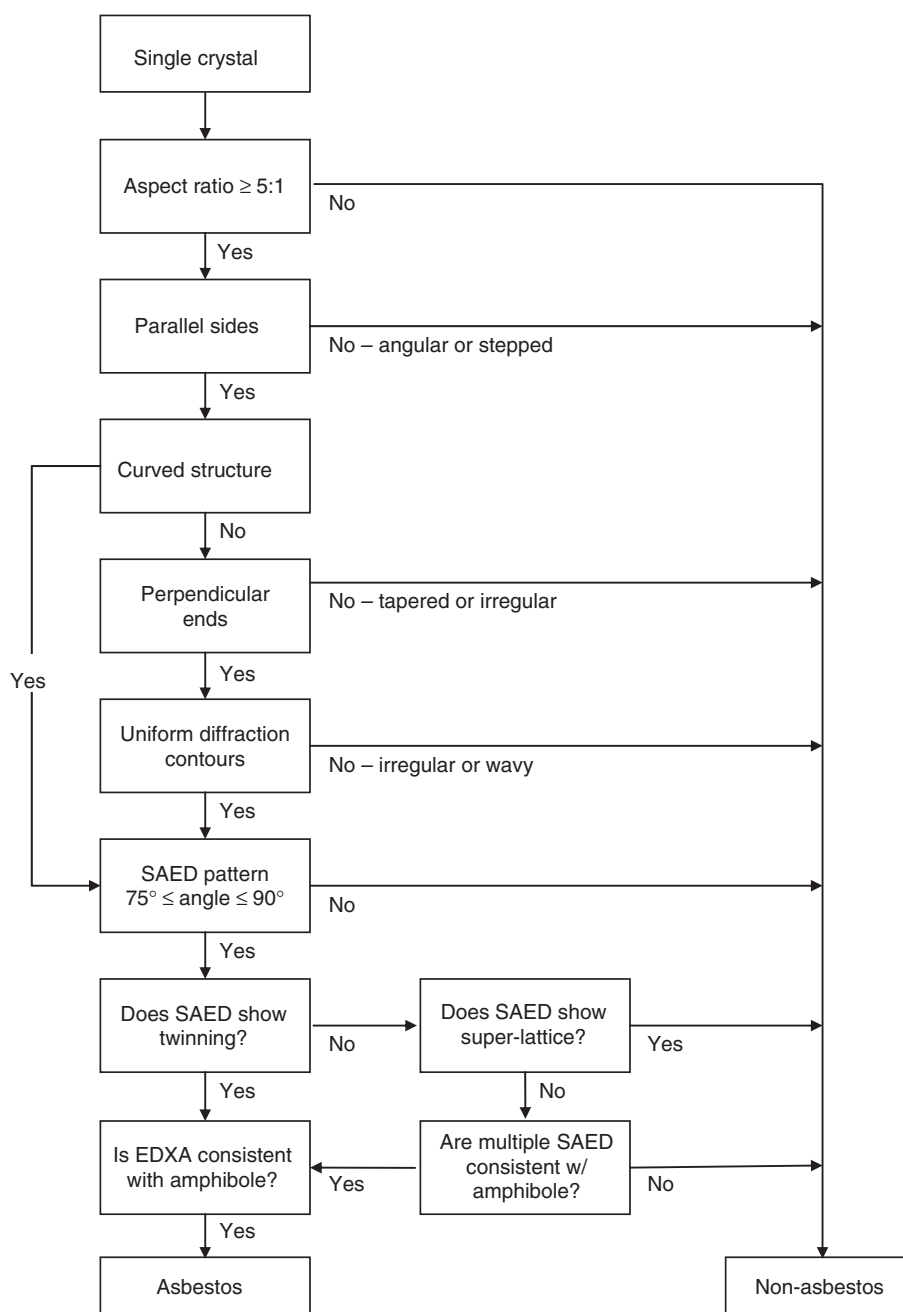 Single crystal
Aspect ratio ≥ 5:1
No
Yes
Parallel sides
No – angular or stepped
Yes
Curved structure
No
Perpendicular
ends
No – tapered or irregular
Yes
Yes
Uniform diffraction
contours
No – irregular or wavy
Yes
SAED pattern
75° ≤ angle ≤ 90°
No
Yes
Does SAED show
twinning?
No
Does SAED show
super-lattice?
Yes
Yes
No
Is EDXA consistent
with amphibole?
Yes
Are multiple SAED
consistent w/
amphibole?
No
Yes
Asbestos
Non-asbestos